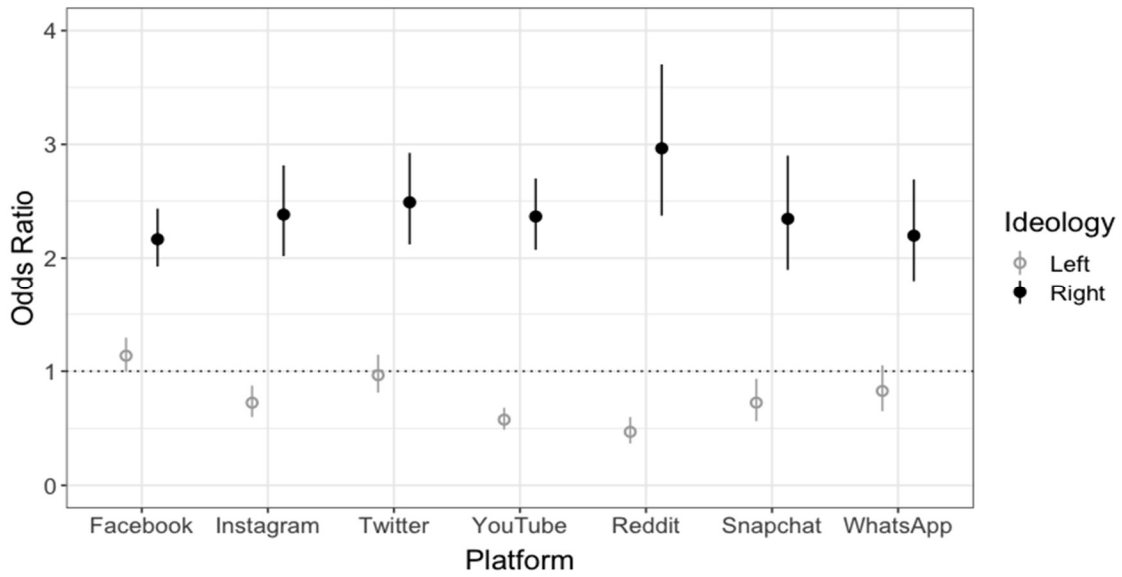 4
3
2
1
0
Odds Ratio
Facebook Instagram Twitter YouTube Reddit Snapchat WhatsApp
Platform
Ideology
Left
Right